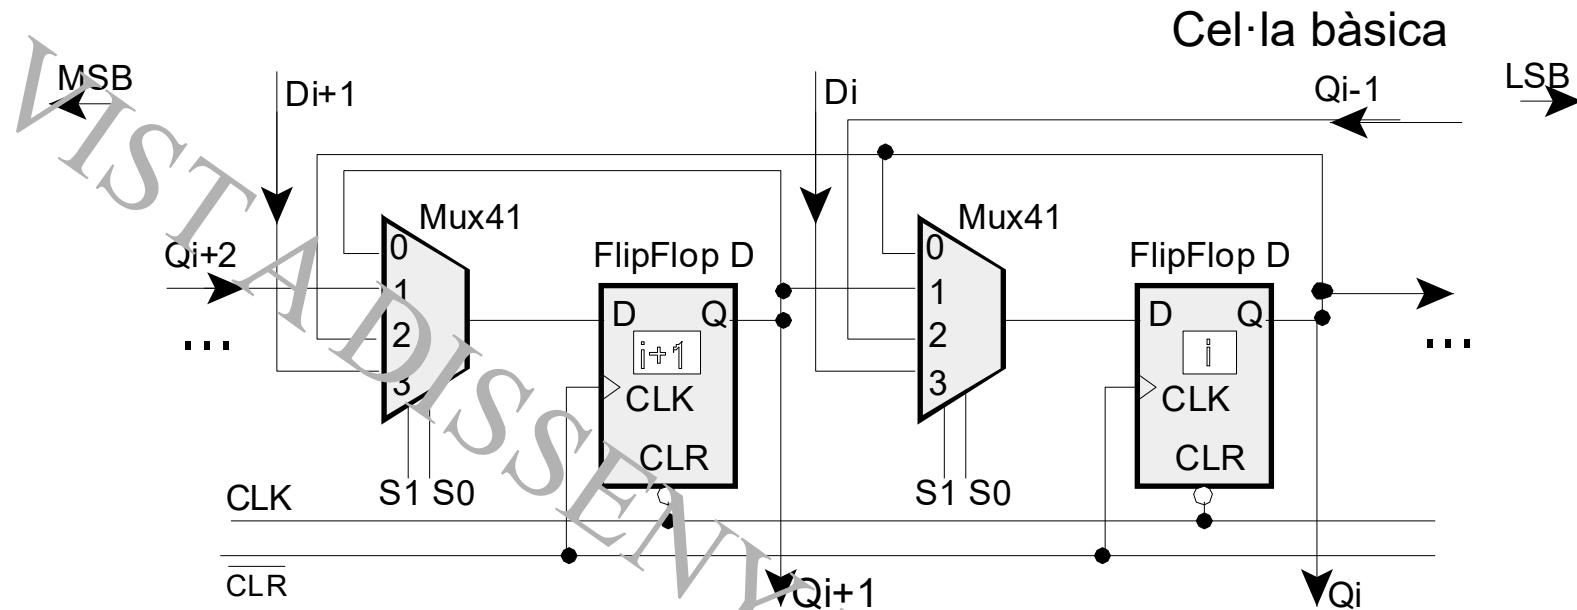 Cel·la bàsica
MSB
Di+1
Di
Qi-1
LSB
Mux41
Mux41
Qi+2
FlipFlop D
FlipFlop D
0
1
2
3
D
Q
i+1
CLK
CLR
0
1
2
3
D
Q
i
CLK
CLR
...
...
S1 S0
S1 S0
CLK
CLR
Qi+1
Qi
VIST A DISSENY